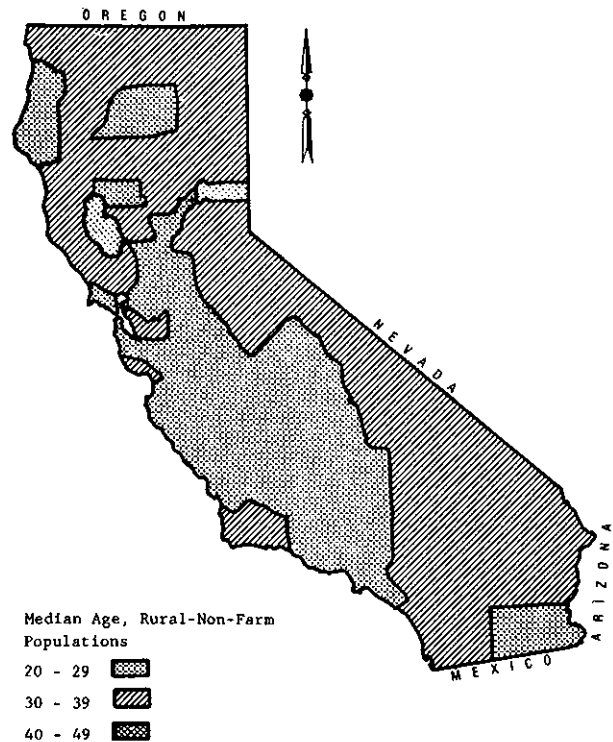 OREGON
NEVADA
ARIZONA
MEXICO
Median Age, Rural-Non-Farm
Populations
20 - 29
30 - 39
40 - 49